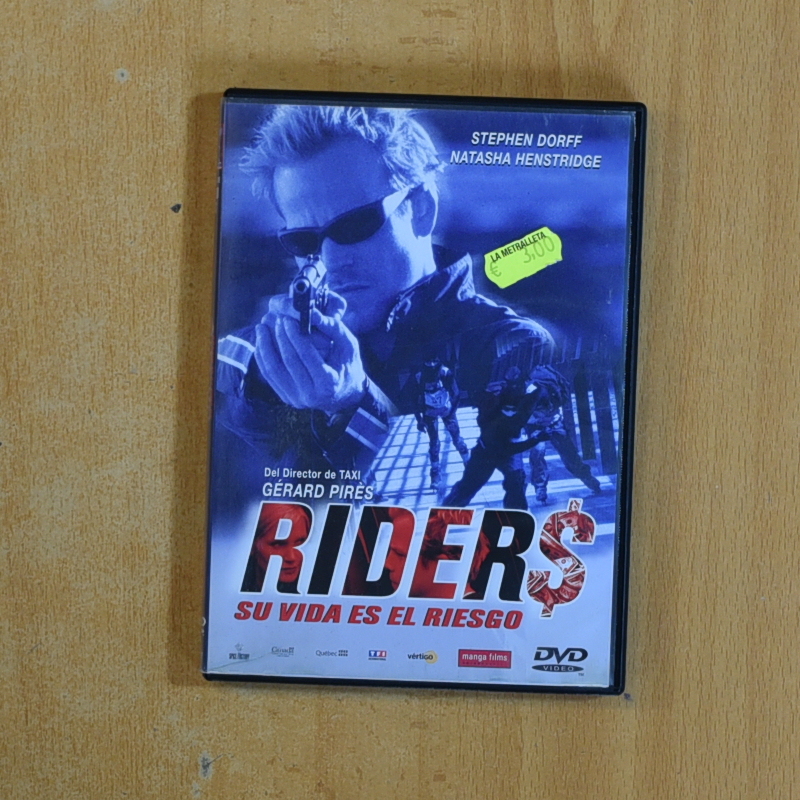 STEPHEN DORFF
NATASHA HENSTRIDGE
LA METRALLETA
€ 3,00
Del Director de TAXI
GÉRARD PIRÈS
RIDER$
SU VIDA ES EL RIESGO
Québec
TF1
vértigo
manga films
DVD
VIDEO